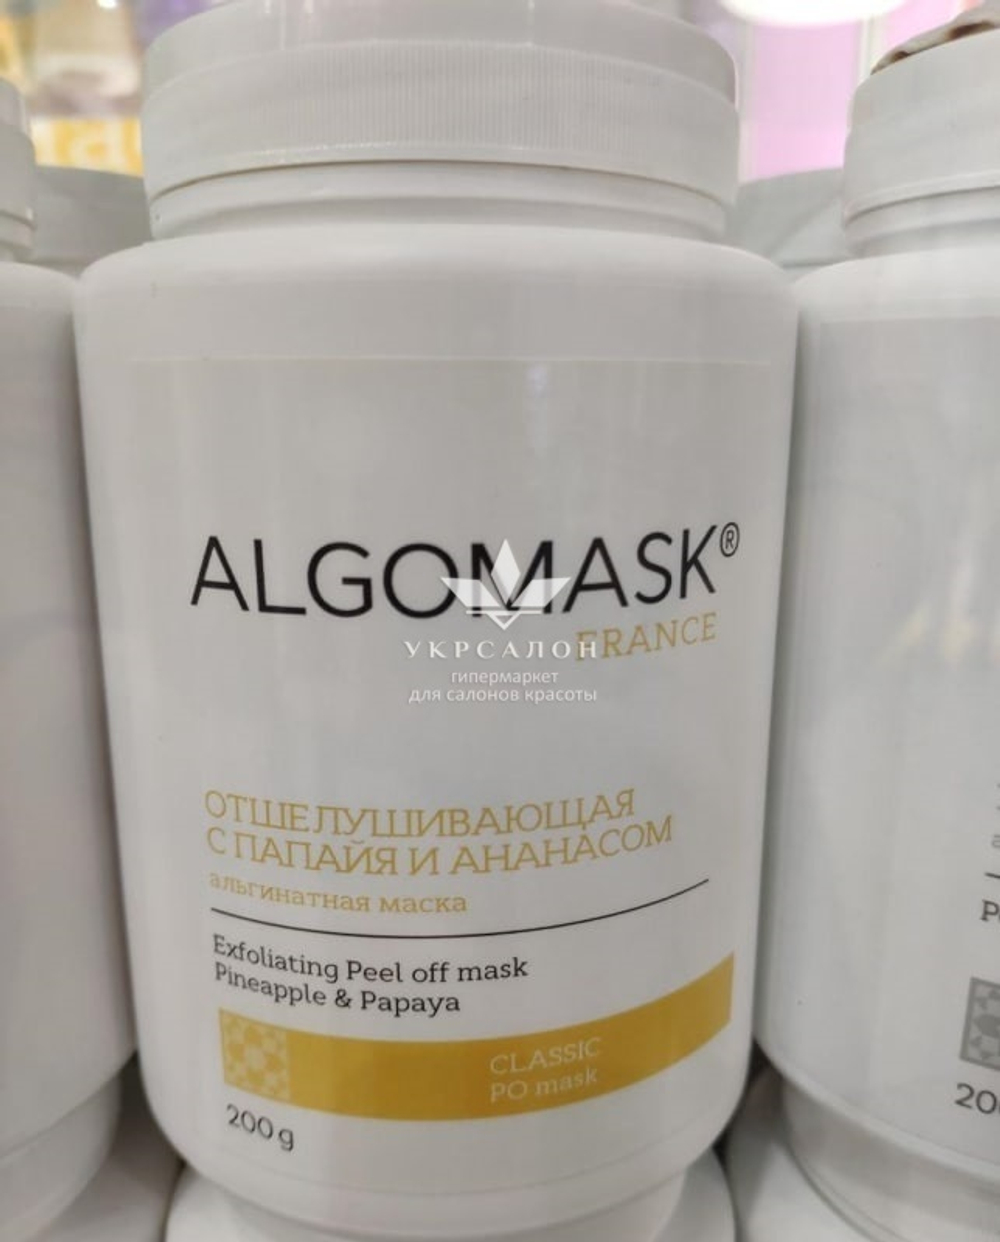 ALGOMASK®
FRANCE
УКРСАЛОН
гипермаркет
для салонов красоты
ОТШЕЛУШИВАЮЩАЯ
С ПАПАЙЯ И АНАНАСОМ
альгинатная маска
Exfoliating Peel off mask
Pineapple & Papaya
CLASSIC
PO mask
200 g